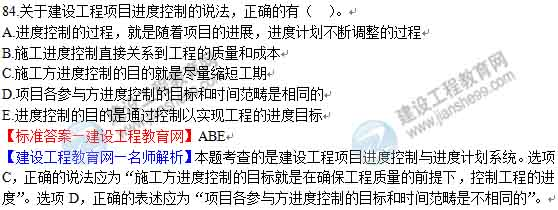 84.关于建设工程项目进度控制的说法，正确的有（  ）。
A.进度控制的过程，就是随着项目的进展，进度计划不断调整的过程
B.施工进度控制直接关系到工程的质量和成本
C.施工方进度控制的目的就是尽量缩短工期
D.项目各参与方进度控制的目标和时间范畴是相同的
E.进度控制的目的是通过控制以实现工程的进度目标
【标准答案—建设工程教育网】ABE
【建设工程教育网—名师解析】本题考查的是建设工程项目进度控制与进度计划系统。选项
C，正确的说法应为“施工方进度控制的目的就是在确保工程质量的前提下，控制工程的进
度”。选项 D，正确的表述应为“项目各参与方进度控制的目标和时间范畴是不相同的”。
建设工程教育网
www.jianshe99.com
建设工程教育网
www.jianshe99.com